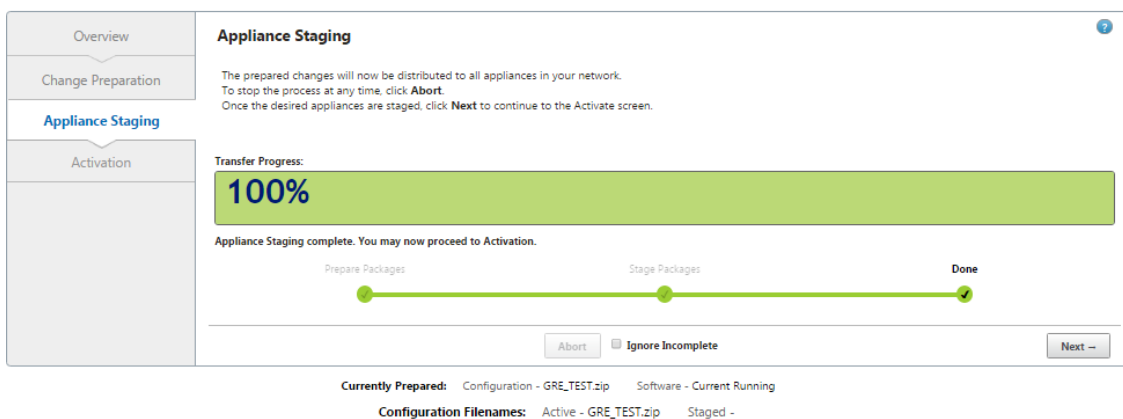 Overview
Change Preparation
Appliance Staging
Activation
Appliance Staging
?
The prepared changes will now be distributed to all appliances in your network.
To stop the process at any time, click Abort.
Once the desired appliances are staged, click Next to continue to the Activate screen.
Transfer Progress:
100%
Appliance Staging complete. You may now proceed to Activation.
Prepare Packages Stage Packages Done
Abort Ignore Incomplete Next →
Currently Prepared: Configuration - GRE_TEST.zip Software - Current Running
Configuration Filenames: Active - GRE_TEST.zip Staged -